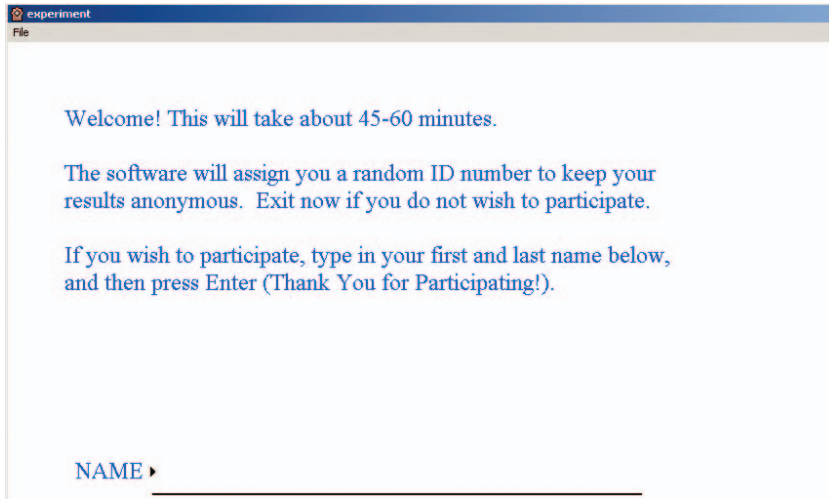 experiment
File
Welcome! This will take about 45-60 minutes.
The software will assign you a random ID number to keep your
results anonymous.  Exit now if you do not wish to participate.
If you wish to participate, type in your first and last name below,
and then press Enter (Thank You for Participating!).
NAME